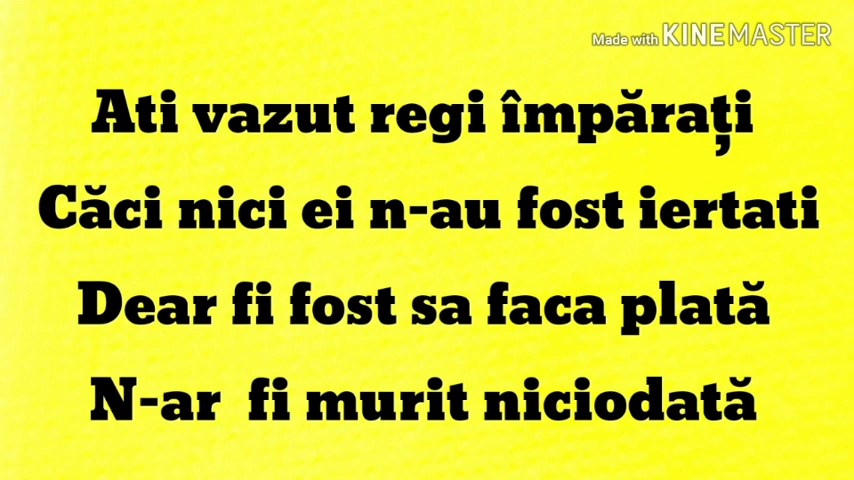 Made with KINEMASTER
Ati vazut regi împărați
Căci nici ei n-au fost iertati
Dear fi fost sa faca plată
N-ar fi murit niciodată